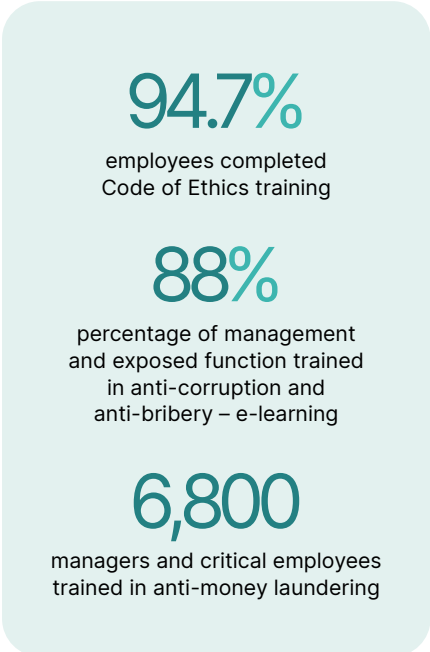 94.7%
employees completed
Code of Ethics training
88%
percentage of management
and exposed function trained
in anti-corruption and
anti-bribery – e-learning
6,800
managers and critical employees
trained in anti-money laundering